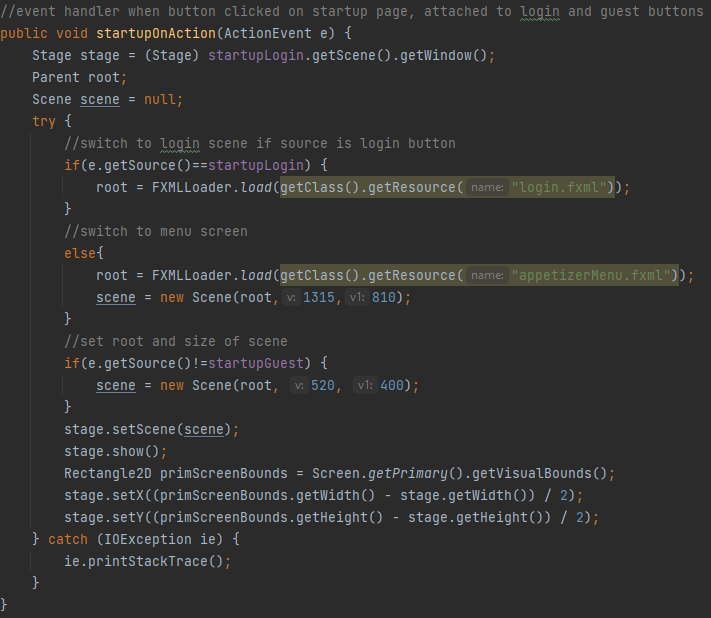 //event handler when button clicked on startup page, attached to login and guest buttons
public void startupOnAction(ActionEvent e) {
    Stage stage = (Stage) startupLogin.getScene().getWindow();
    Parent root;
    Scene scene = null;
    try {
        //switch to login scene if source is login button
        if(e.getSource()==startupLogin) {
            root = FXMLLoader.load(getClass().getResource( name: "login.fxml"));
        }
        //switch to menu screen
        else{
            root = FXMLLoader.load(getClass().getResource( name: "appetizerMenu.fxml"));
            scene = new Scene(root, v: 1315, v1: 810);
        }
        //set root and size of scene
        if(e.getSource()!=startupGuest) {
            scene = new Scene(root, v: 520, v1: 400);
        }
        stage.setScene(scene);
        stage.show();
        Rectangle2D primScreenBounds = Screen.getPrimary().getVisualBounds();
        stage.setX((primScreenBounds.getWidth() - stage.getWidth()) / 2);
        stage.setY((primScreenBounds.getHeight() - stage.getHeight()) / 2);
    } catch (IOException ie) {
        ie.printStackTrace();
    }
}